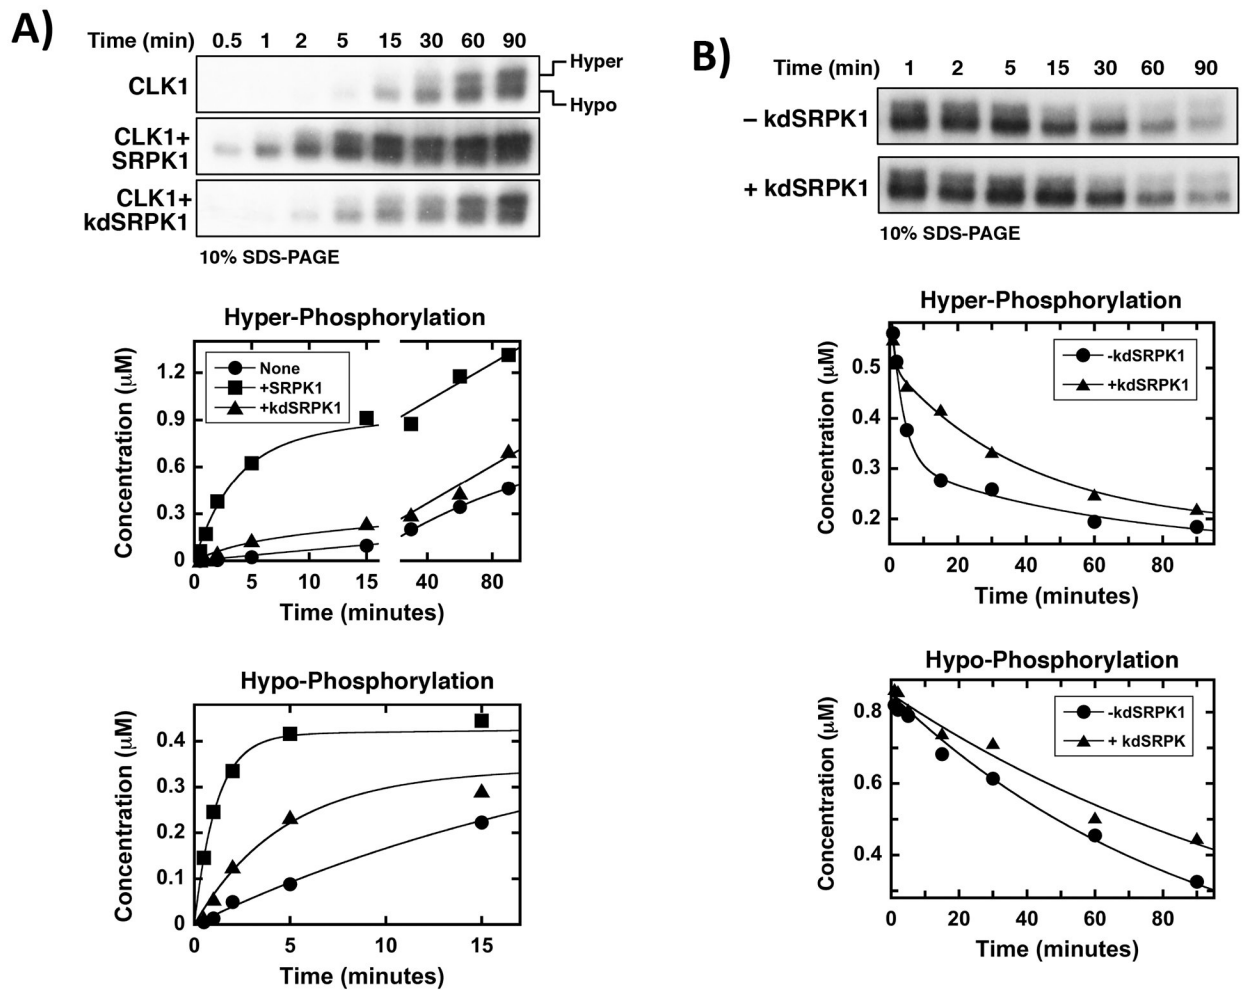 A)
Time (min) 0.5 1 2 5 15 30 60 90
CLK1
Hyper
Hypo
CLK1+
SRPK1
CLK1+
kdSRPK1
10% SDS-PAGE
Hyper-Phosphorylation
Concentration (μM)
1.2
0.9
0.6
0.3
0
None
+SRPK1
+kdSRPK1
0 5 10 15 40 80
Time (minutes)
Hypo-Phosphorylation
Concentration (μM)
0.4
0.3
0.2
0.1
0
0 5 10 15
Time (minutes)
B)
Time (min) 1 2 5 15 30 60 90
– kdSRPK1
+ kdSRPK1
10% SDS-PAGE
Hyper-Phosphorylation
Concentration (μM)
0.5
0.4
0.3
0.2
-kdSRPK1
+kdSRPK1
0 20 40 60 80
Time (minutes)
Hypo-Phosphorylation
Concentration (μM)
0.8
0.6
0.4
-kdSRPK1
+ kdSRPK
0 20 40 60 80
Time (minutes)